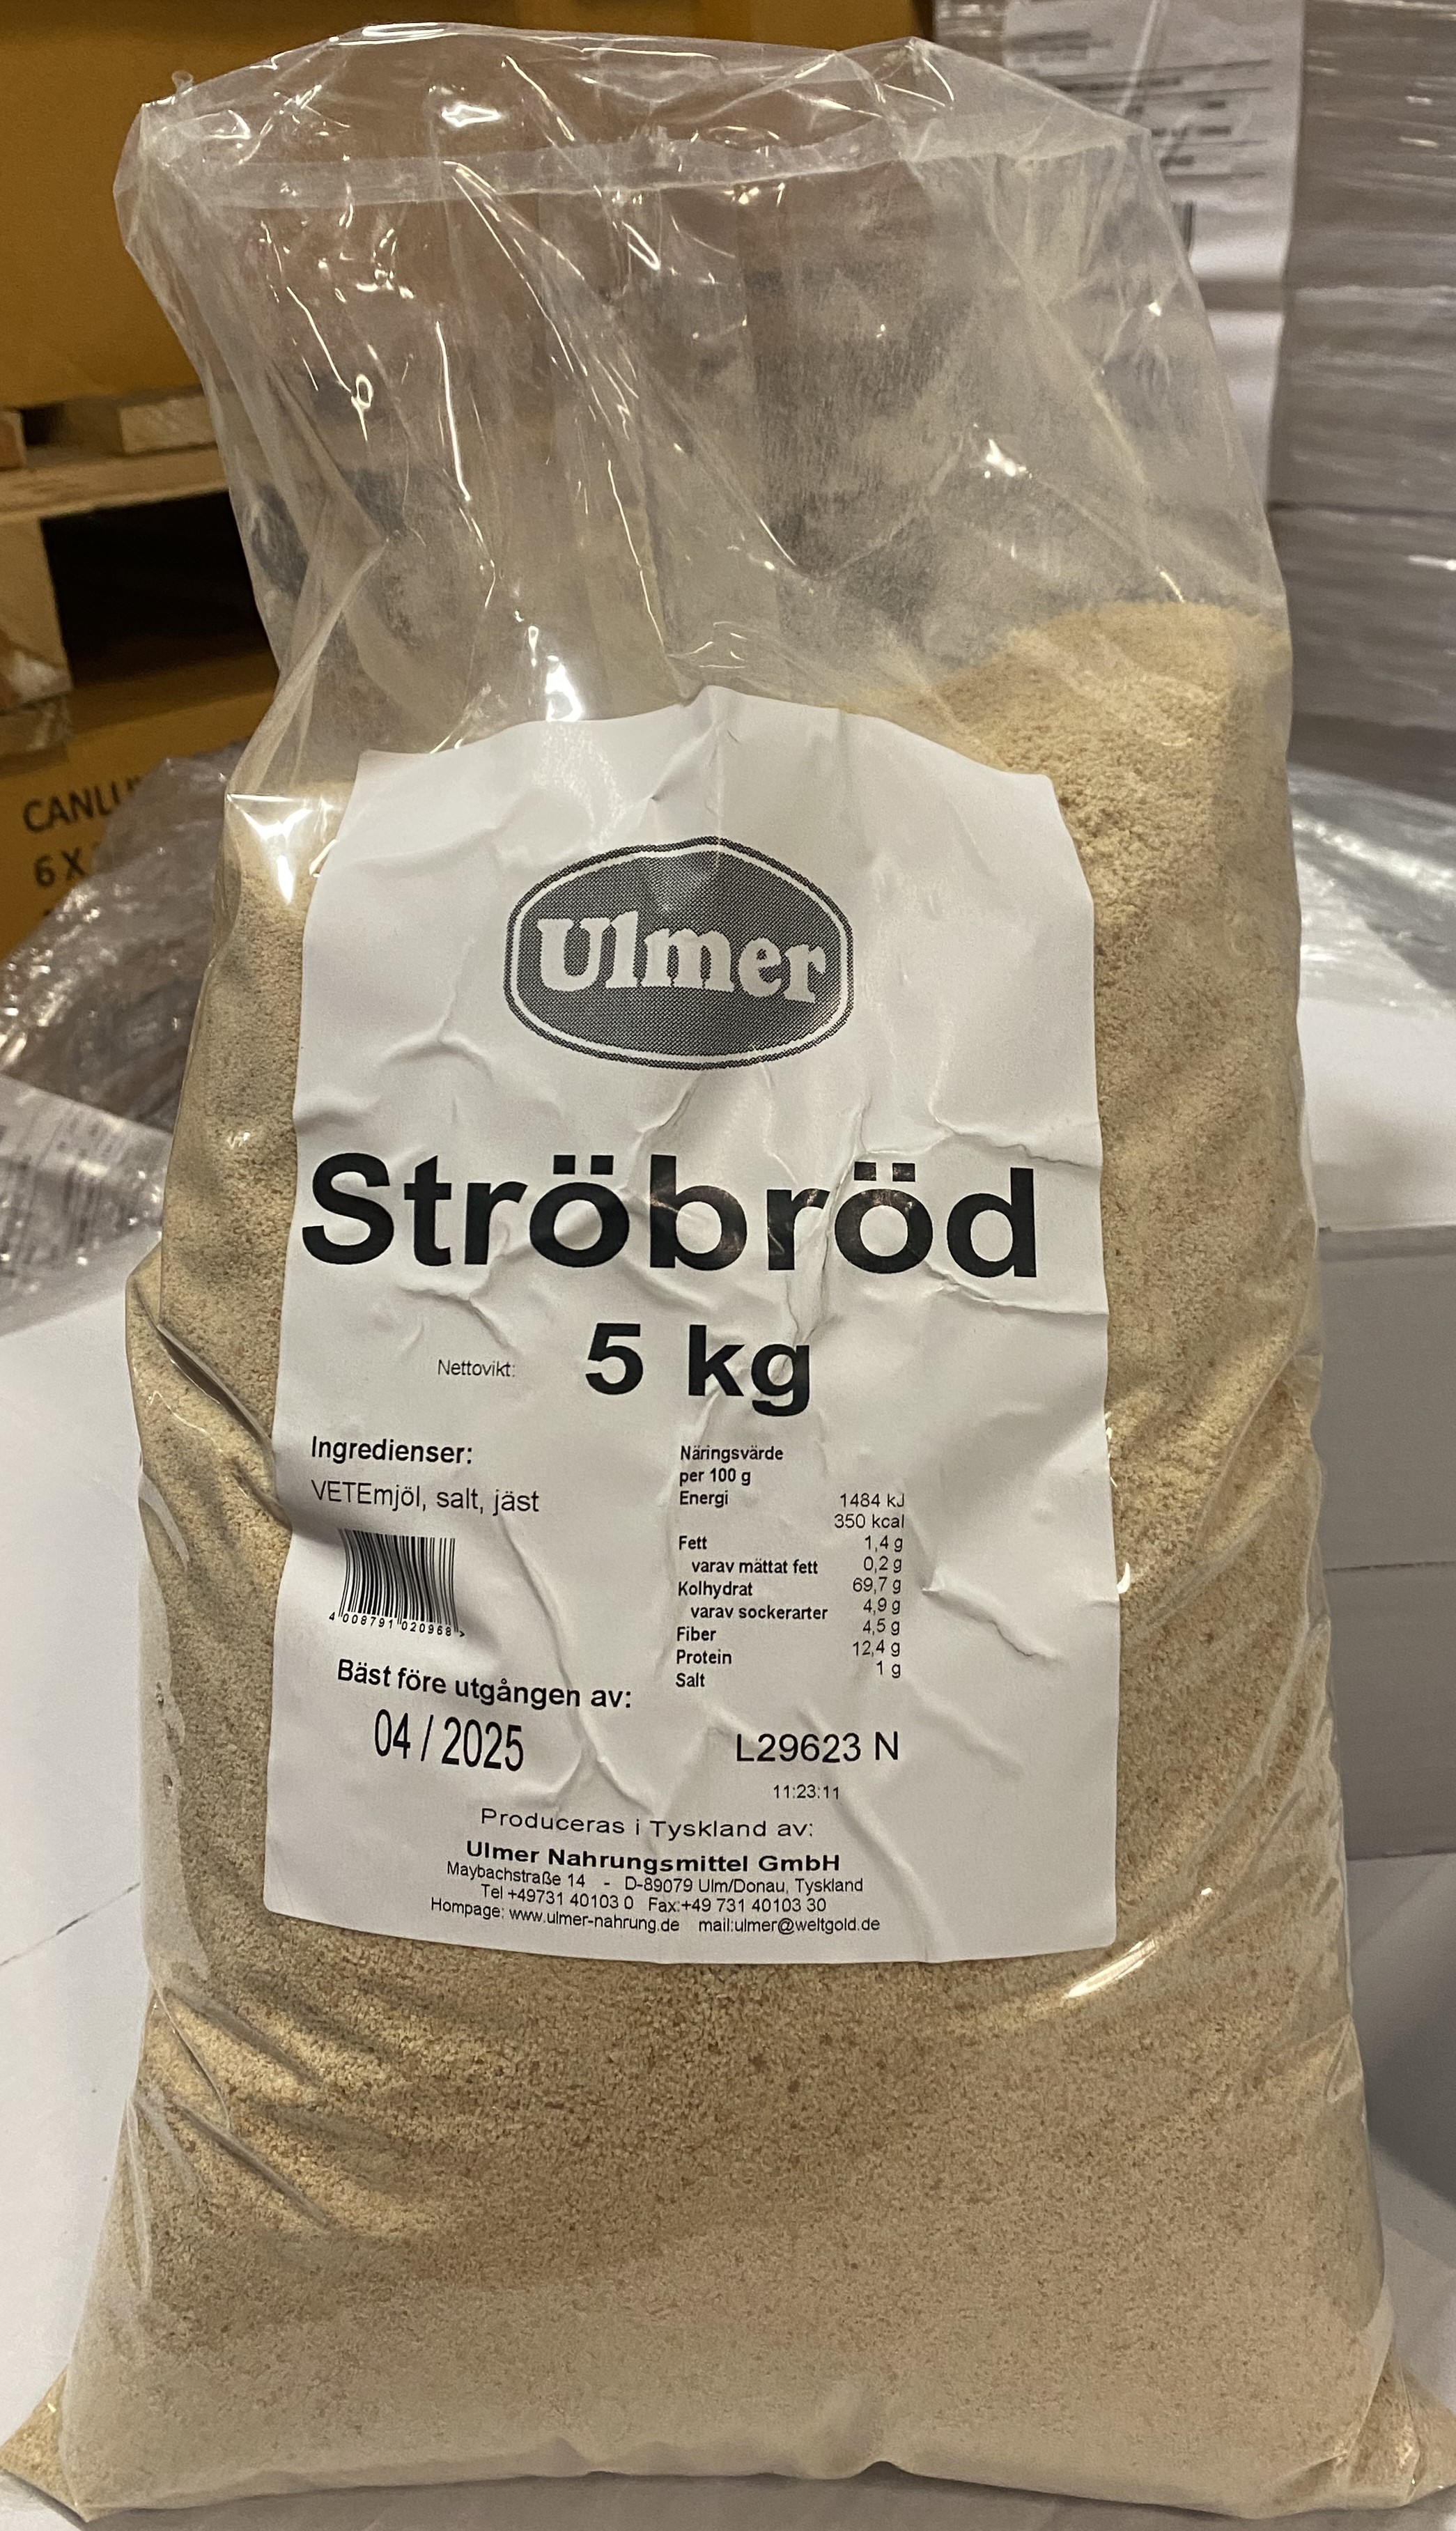 Ulmer
Ströbröd
Nettovikt: 5 kg
Ingredienser:
VETEmjöl, salt, jäst
4 008791 020968 >
Bäst före utgången av:
04 / 2025
Näringsvärde
per 100 g
Energi 1484 kJ
350 kcal
Fett 1,4 g
varav mättat fett 0,2 g
Kolhydrat 69,7 g
varav sockerarter 4,9 g
Fiber 4,5 g
Protein 12,4 g
Salt 1 g
L29623 N
11:23:11
Produceras i Tyskland av:
Ulmer Nahrungsmittel GmbH
Maybachstraße 14 - D-89079 Ulm/Donau, Tyskland
Tel +49731 40103 0 Fax:+49 731 40103 30
Hompage: www.ulmer-nahrung.de mail:ulmer@weltgold.de
6 X